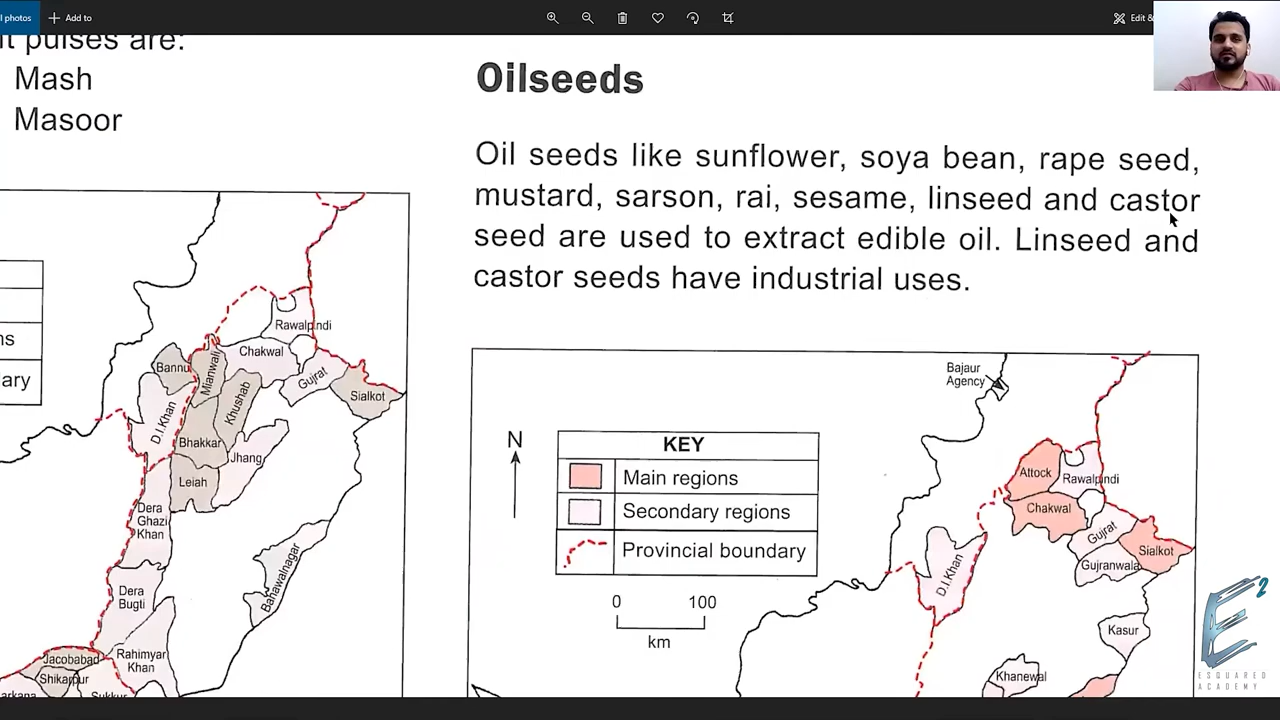 l photos
Add to
Edit &
t pulses are:
Mash
Masoor
ns
ary
Rawalpindi
Chakwal
Bannu
Mianwali
Gujrat
Khushab
Sialkot
D.I.Khan
Bhakkar
Jhang
Leiah
Dera
Ghazi
Khan
Bahawalnagar
Dera
Bugti
Jacobabad
Rahimyar
Khan
Shikarpur
arkana
Sukkur
Oilseeds
Oil seeds like sunflower, soya bean, rape seed,
mustard, sarson, rai, sesame, linseed and castor
seed are used to extract edible oil. Linseed and
castor seeds have industrial uses.
Bajaur
Agency
N
KEY
Main regions
Secondary regions
Provincial boundary
0 100
km
Attock
Rawalpindi
Chakwal
Gujrat
Sialkot
Gujranwala
D.I.Khan
Kasur
Khanewal
E2
ESQUARED
ACADEMY